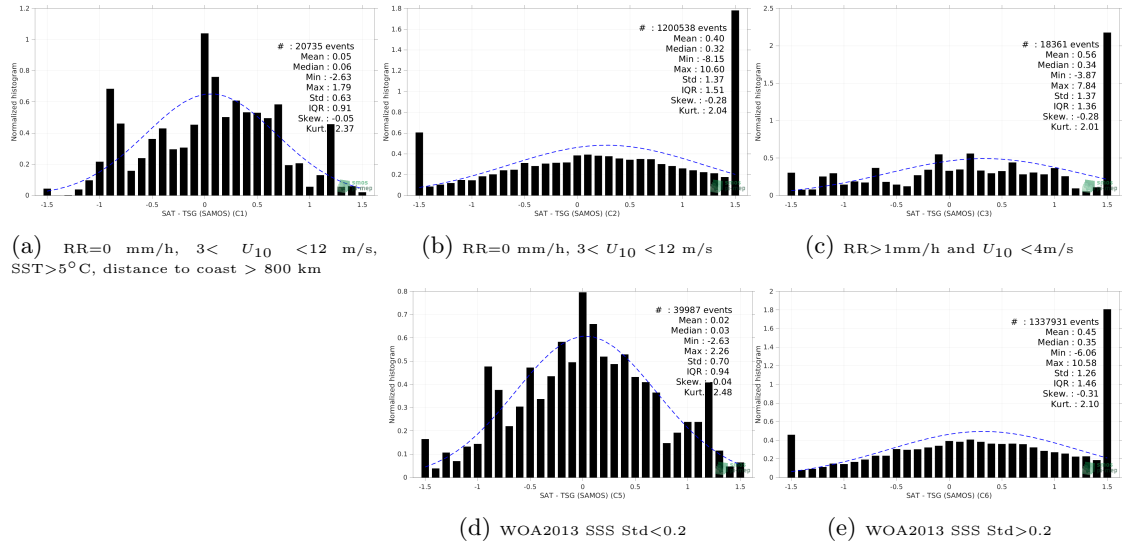 1.2
1
0.8
0.6
0.4
0.2
0
-1.5 -1 -0.5 0 0.5 1 1.5
Normalized histogram
SAT - TSG (SAMOS) (C1)
# : 20735 events
Mean : 0.05
Median : 0.06
Min : -2.63
Max : 1.79
Std : 0.63
IQR : 0.91
Skew. : -0.05
Kurt. : 2.37
1.8
1.6
1.4
1.2
1
0.8
0.6
0.4
0.2
0
-1.5 -1 -0.5 0 0.5 1 1.5
Normalized histogram
SAT - TSG (SAMOS) (C2)
# : 1200538 events
Mean : 0.40
Median : 0.32
Min : -8.15
Max : 10.60
Std : 1.37
IQR : 1.51
Skew. : -0.28
Kurt. : 2.04
2.5
2
1.5
1
0.5
0
-1.5 -1 -0.5 0 0.5 1 1.5
Normalized histogram
SAT - TSG (SAMOS) (C3)
# : 18361 events
Mean : 0.56
Median : 0.34
Min : -3.87
Max : 7.84
Std : 1.37
IQR : 1.36
Skew. : -0.28
Kurt. : 2.01
(a) RR=0 mm/h, 3< U10 <12 m/s,
SST>5°C, distance to coast > 800 km
(b) RR=0 mm/h, 3< U10 <12 m/s
(c) RR>1mm/h and U10 <4m/s
0.8
0.7
0.6
0.5
0.4
0.3
0.2
0.1
0
-1.5 -1 -0.5 0 0.5 1 1.5
Normalized histogram
SAT - TSG (SAMOS) (C5)
# : 39987 events
Mean : 0.02
Median : 0.03
Min : -2.63
Max : 2.26
Std : 0.70
IQR : 0.94
Skew. : 0.04
Kurt. : 2.48
2
1.8
1.6
1.4
1.2
1
0.8
0.6
0.4
0.2
0
-1.5 -1 -0.5 0 0.5 1 1.5
Normalized histogram
SAT - TSG (SAMOS) (C6)
# : 1337931 events
Mean : 0.45
Median : 0.35
Min : -6.06
Max : 10.58
Std : 1.26
IQR : 1.46
Skew. : -0.31
Kurt. : 2.10
(d) WOA2013 SSS Std<0.2
(e) WOA2013 SSS Std>0.2